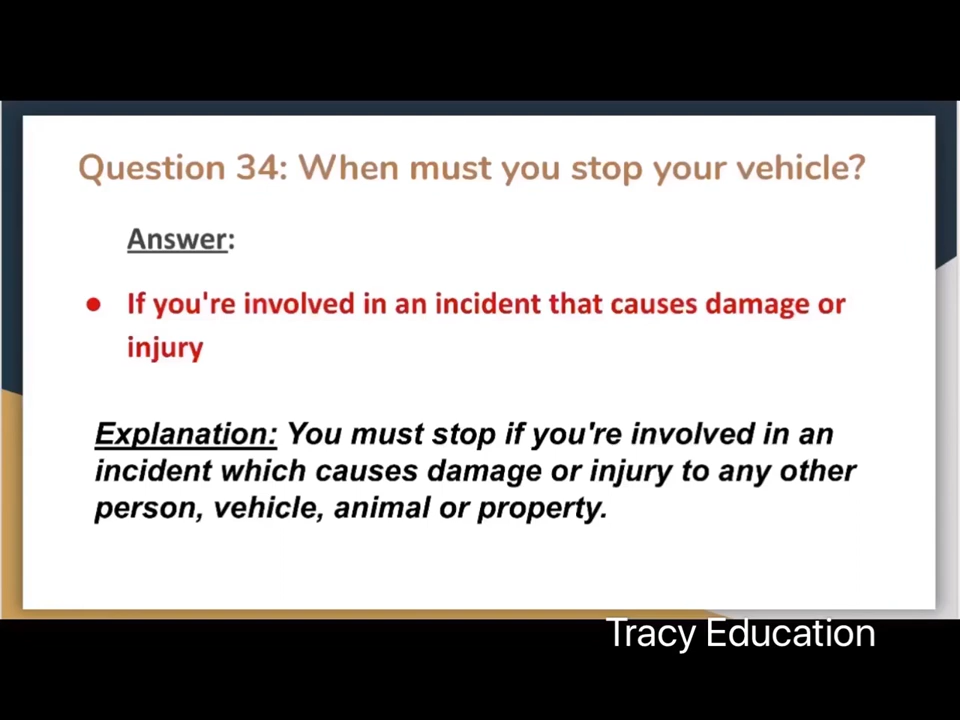 Question 34: When must you stop your vehicle?
Answer:
● If you're involved in an incident that causes damage or
injury
Explanation: You must stop if you're involved in an
incident which causes damage or injury to any other
person, vehicle, animal or property.
Tracy Education